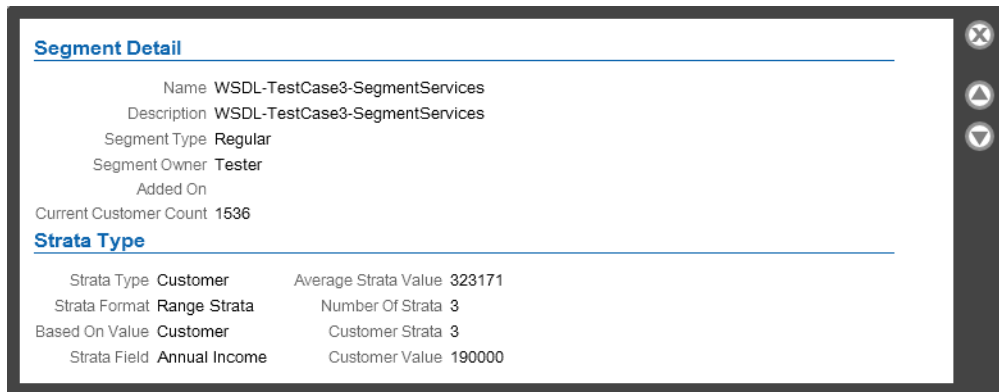 Segment Detail
Name WSDL-TestCase3-SegmentServices
Description WSDL-TestCase3-SegmentServices
Segment Type Regular
Segment Owner Tester
Added On
Current Customer Count 1536
Strata Type
Strata Type Customer Average Strata Value 323171
Strata Format Range Strata Number Of Strata 3
Based On Value Customer Customer Strata 3
Strata Field Annual Income Customer Value 190000